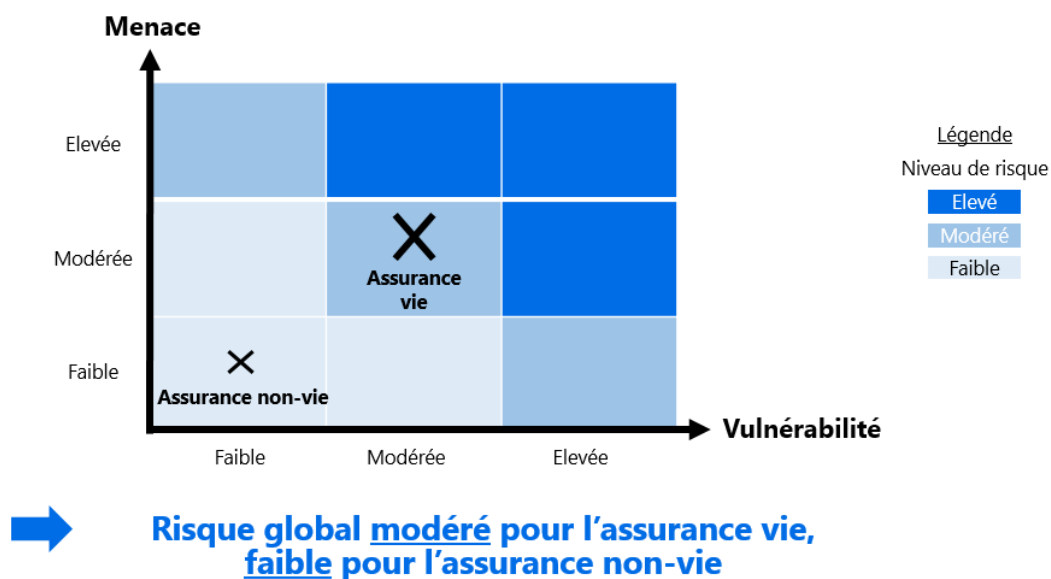 Menace
Elevée
Légende
Niveau de risque
Elevé
Modéré
Faible
Modérée
Assurance
vie
Faible
Assurance non-vie
Vulnérabilité
Faible
Modérée
Elevée
Risque global modéré pour l’assurance vie,
faible pour l’assurance non-vie